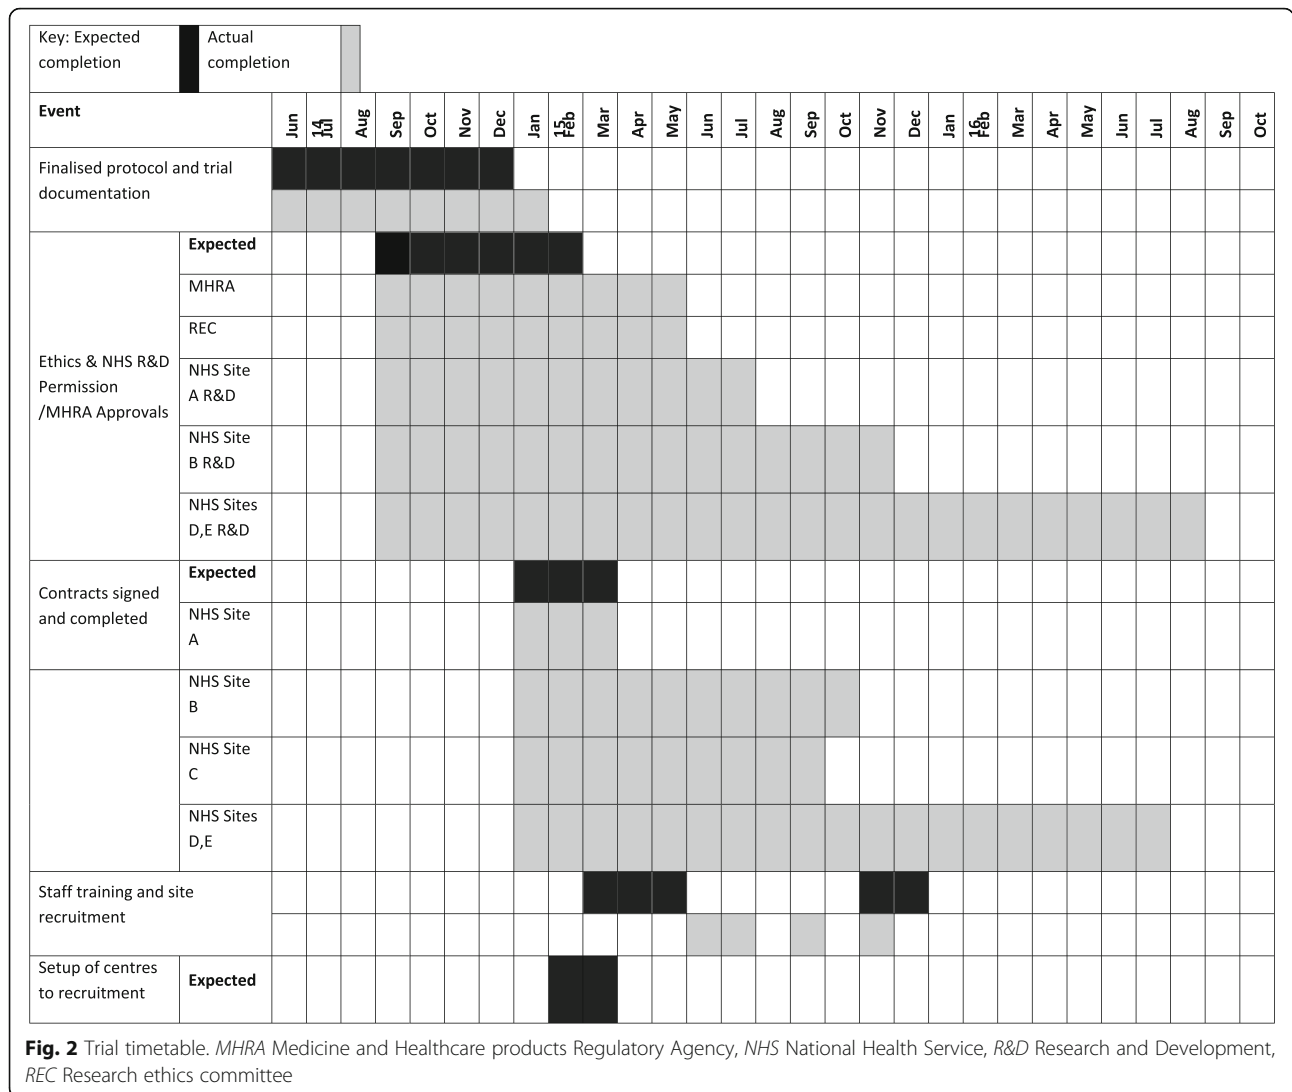 Key: Expected
completion
Actual
completion
Event
Jun 14
Jul
Aug
Sep
Oct
Nov
Dec
Jan 15
Feb
Mar
Apr
May
Jun
Jul
Aug
Sep
Oct
Nov
Dec
Jan 16
Feb
Mar
Apr
May
Jun
Jul
Aug
Sep
Oct
Finalised protocol and trial
documentation
Ethics & NHS R&D
Permission
/MHRA Approvals
Expected
MHRA
REC
NHS Site
A R&D
NHS Site
B R&D
NHS Sites
D,E R&D
Contracts signed
and completed
Expected
NHS Site
A
NHS Site
B
NHS Site
C
NHS Sites
D,E
Staff training and site
recruitment
Setup of centres
to recruitment
Expected
Fig. 2 Trial timetable. MHRA Medicine and Healthcare products Regulatory Agency, NHS National Health Service, R&D Research and Development,
REC Research ethics committee